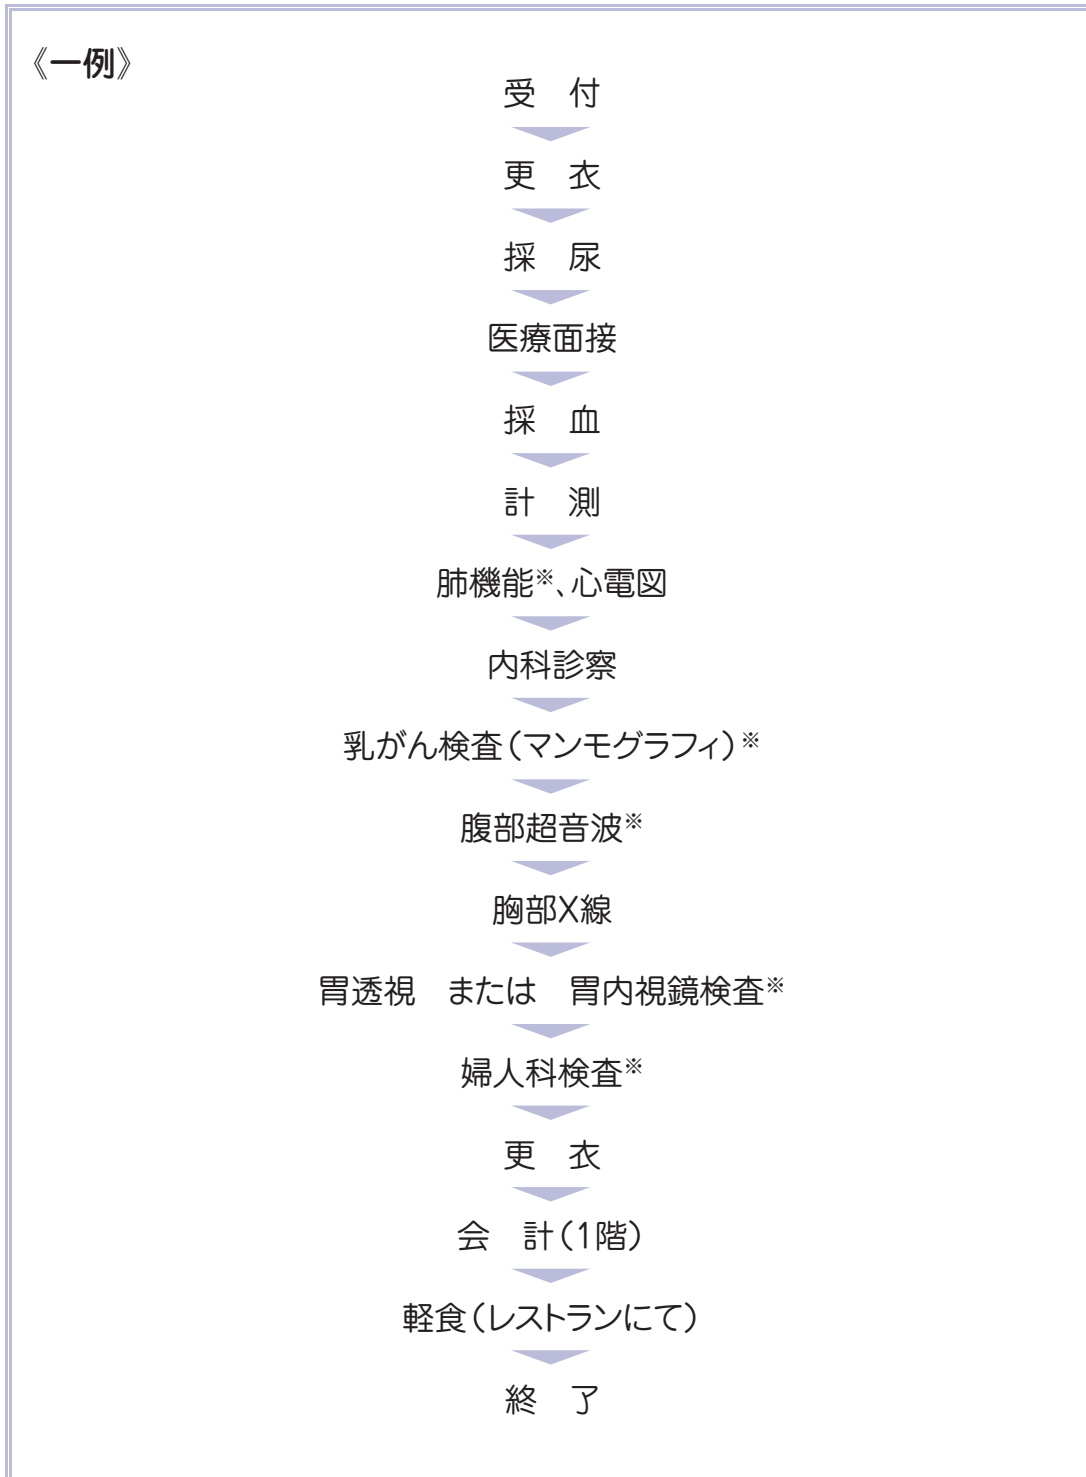 《一例》
受　付
更　衣
採　尿
医療面接
採　血
計　測
肺機能※、心電図
内科診察
乳がん検査（マンモグラフィ）※
腹部超音波※
胸部X線
胃透視　または　胃内視鏡検査※
婦人科検査※
更　衣
会　計（1階）
軽食（レストランにて）
終　了